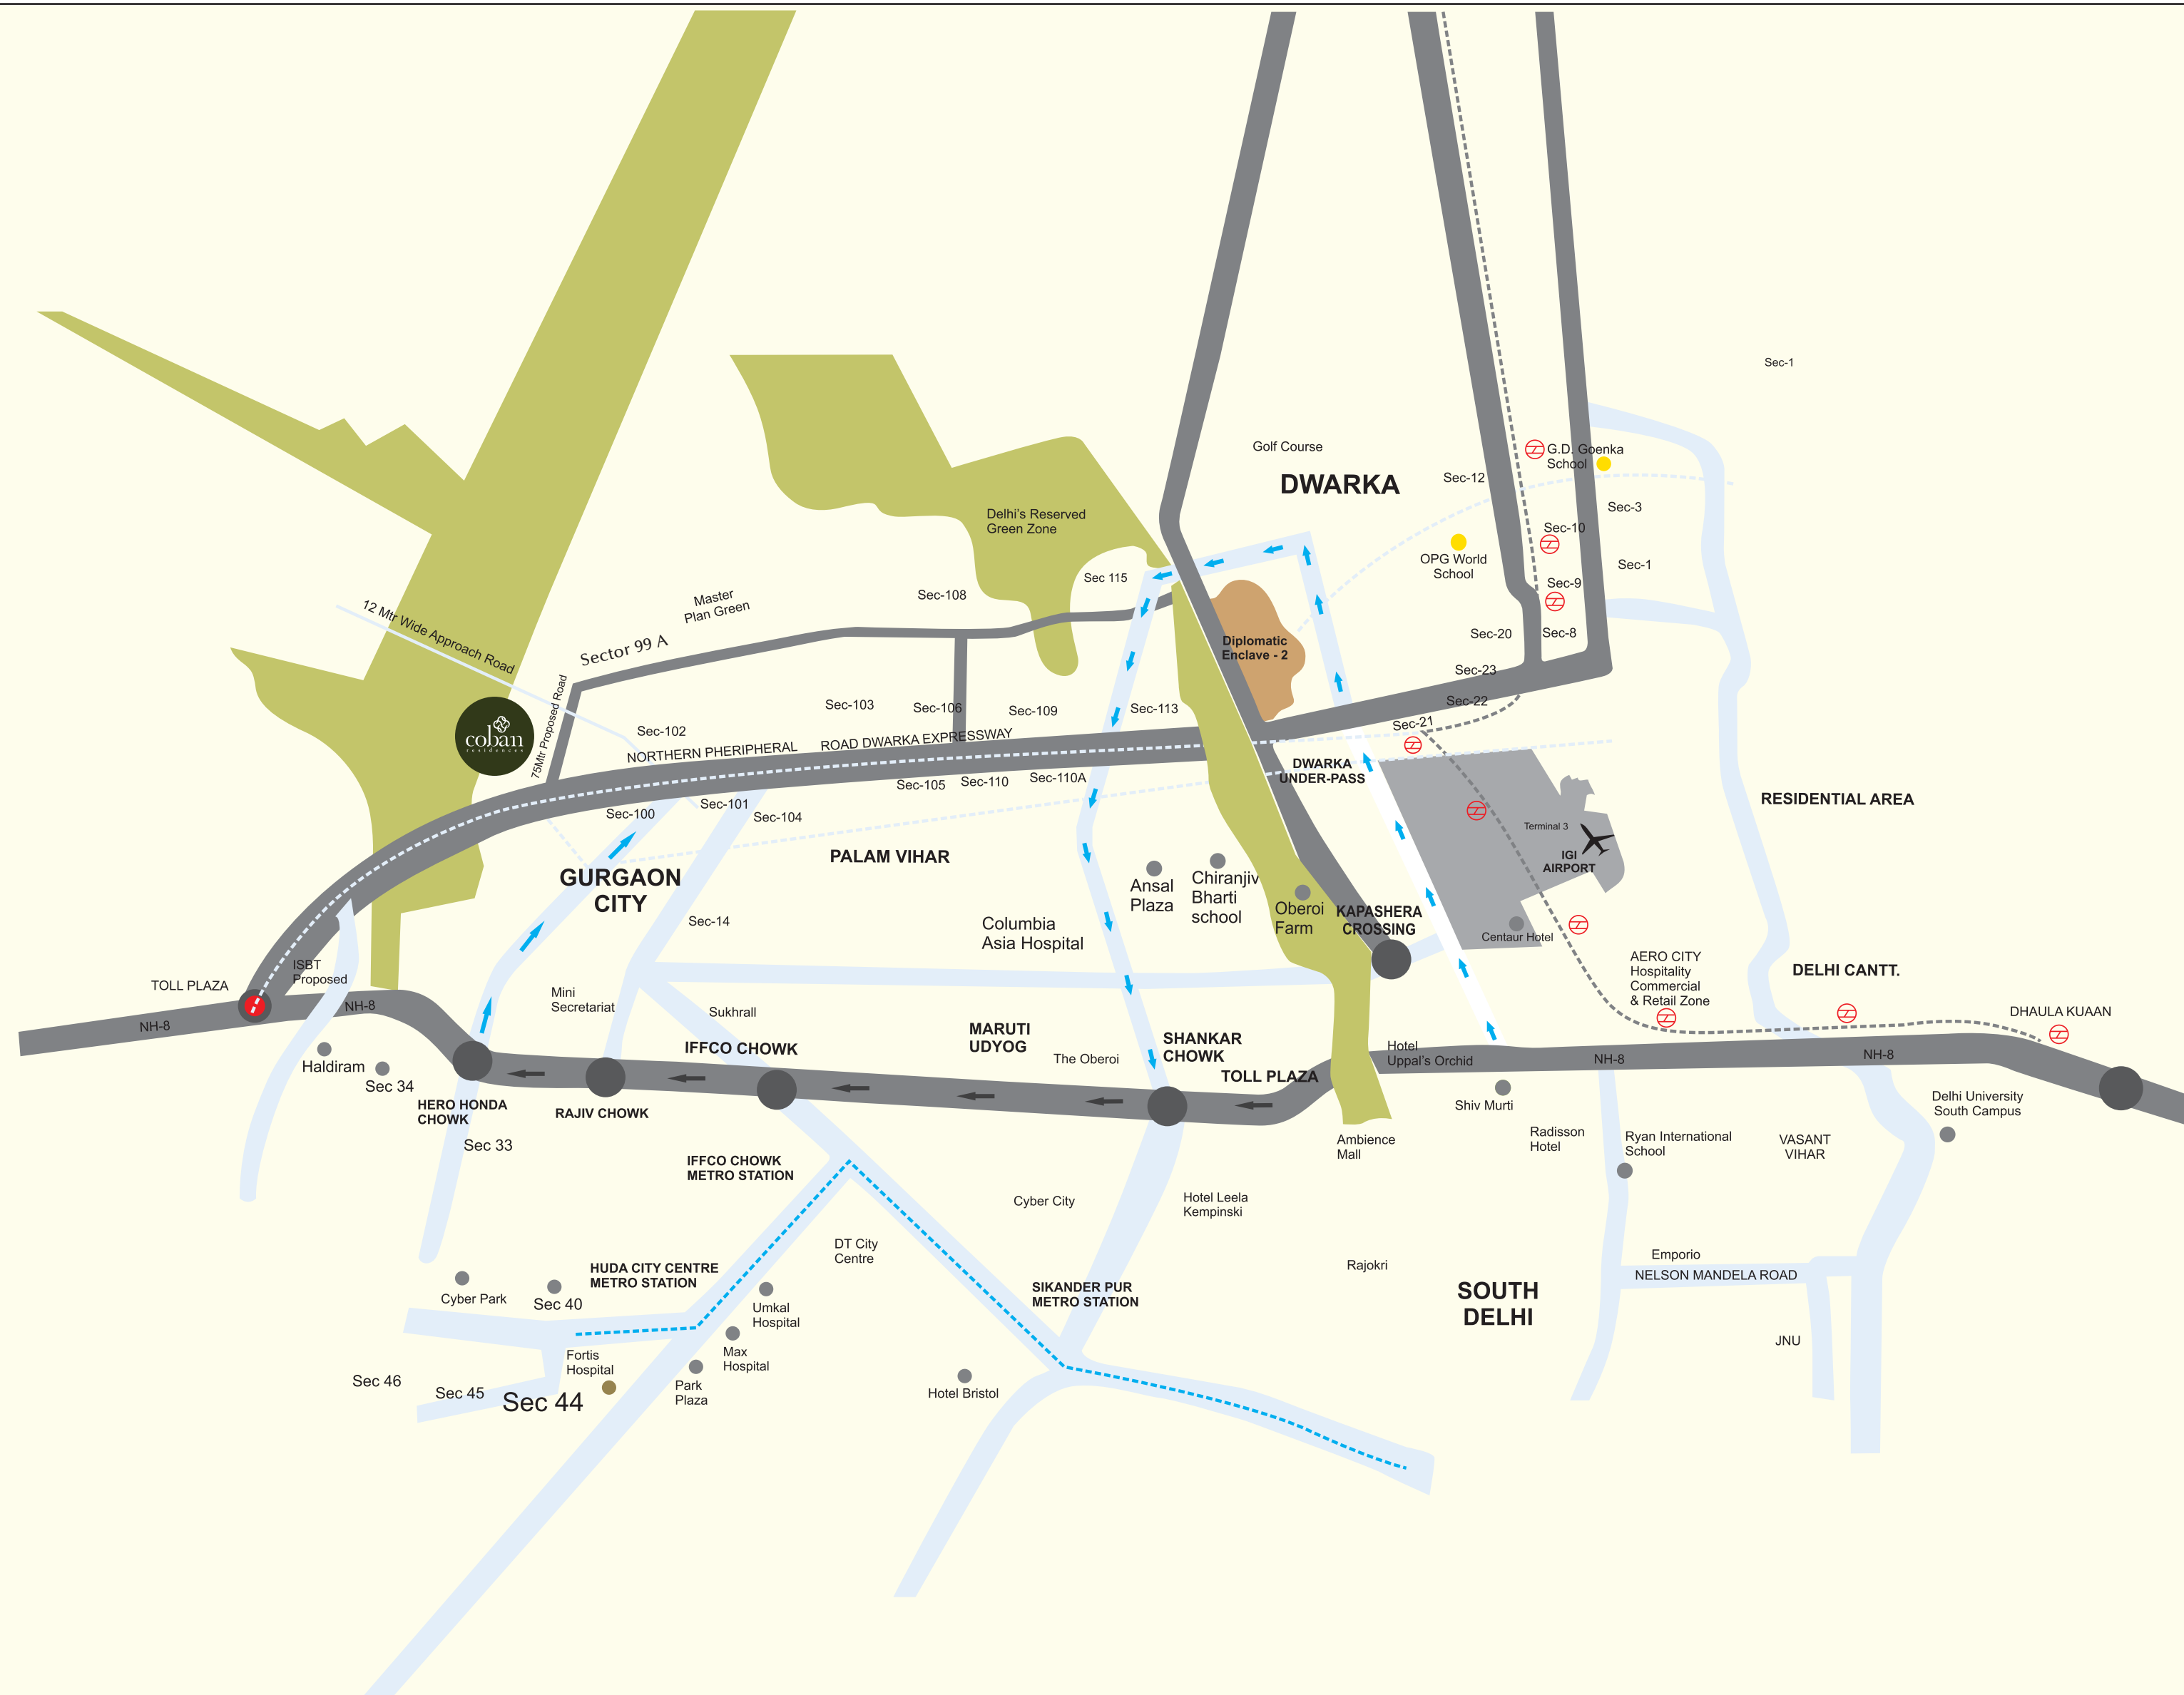 Sec-1
Golf Course
DWARKA
G.D. Goenka
School
Sec-12
Sec-3
Delhi's Reserved
Green Zone
Sec-10
OPG World
School
Sec-1
Sec 115
Sec-9
Sec-108
Master
Plan Green
12 Mtr Wide Approach Road
Sector 99 A
Sec-20
Sec-8
Diplomatic
Enclave - 2
Sec-23
Sec-22
75Mtr Proposed Road
coban
residences
Sec-103
Sec-106
Sec-109
Sec-113
Sec-102
Sec-21
NORTHERN PHERIPHERAL
ROAD DWARKA EXPRESSWAY
DWARKA
UNDER-PASS
Sec-105
Sec-110
Sec-110A
Sec-101
Sec-100
Sec-104
RESIDENTIAL AREA
Terminal 3
IGI
AIRPORT
PALAM VIHAR
GURGAON
CITY
Ansal
Plaza
Chiranjiv
Bharti
school
Oberoi
Farm
KAPASHERA
CROSSING
Sec-14
Columbia
Asia Hospital
Centaur Hotel
AERO CITY
Hospitality
Commercial
& Retail Zone
DELHI CANTT.
ISBT
Proposed
TOLL PLAZA
NH-8
NH-8
Mini
Secretariat
Sukhrall
DHAULA KUAAN
MARUTI
UDYOG
The Oberoi
SHANKAR
CHOWK
IFFCO CHOWK
Hotel
Uppal's Orchid
NH-8
NH-8
TOLL PLAZA
Haldiram
Sec 34
HERO HONDA
CHOWK
RAJIV CHOWK
Shiv Murti
Delhi University
South Campus
Sec 33
Ambience
Mall
Radisson
Hotel
Ryan International
School
VASANT
VIHAR
IFFCO CHOWK
METRO STATION
Cyber City
Hotel Leela
Kempinski
DT City
Centre
Rajokri
Emporio
NELSON MANDELA ROAD
HUDA CITY CENTRE
METRO STATION
SIKANDER PUR
METRO STATION
SOUTH
DELHI
Cyber Park
Sec 40
Umkal
Hospital
JNU
Max
Hospital
Fortis
Hospital
Park
Plaza
Hotel Bristol
Sec 46
Sec 45
Sec 44